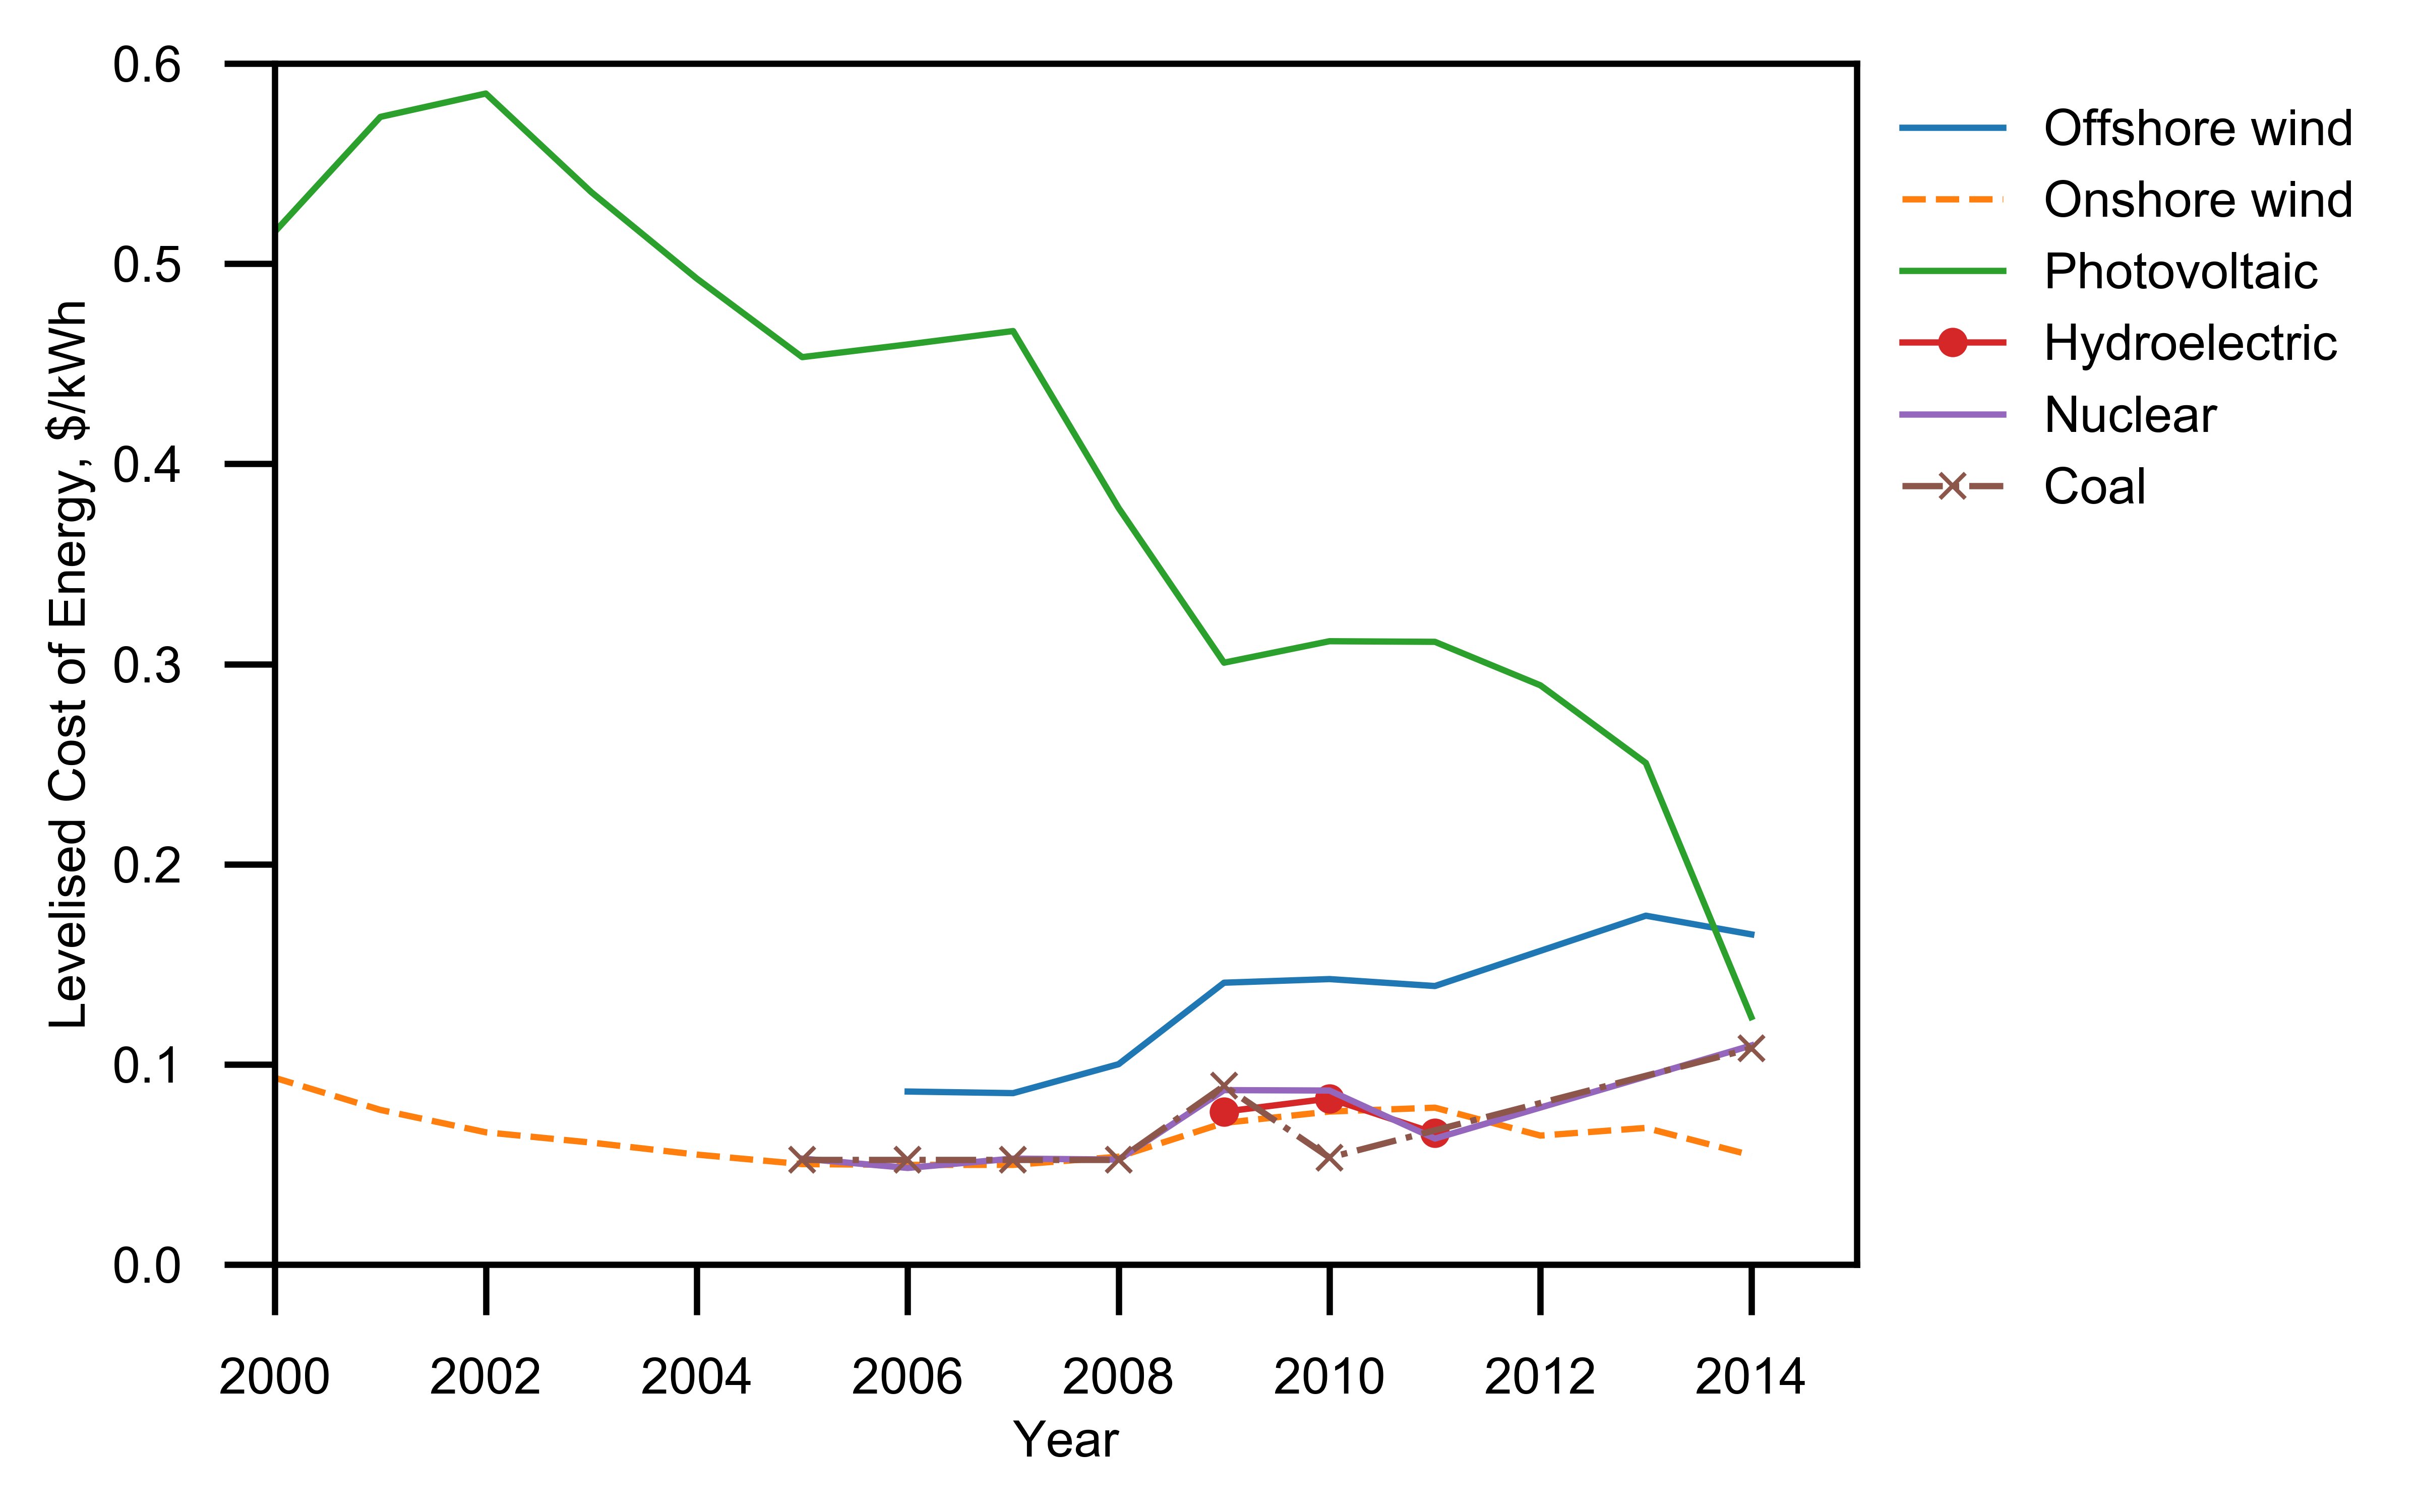 Levelised Cost of Energy, $/kWh
0.6
0.5
0.4
0.3
0.2
0.1
0.0
2000 2002 2004 2006 2008 2010 2012 2014
Year
Offshore wind
Onshore wind
Photovoltaic
Hydroelectric
Nuclear
Coal